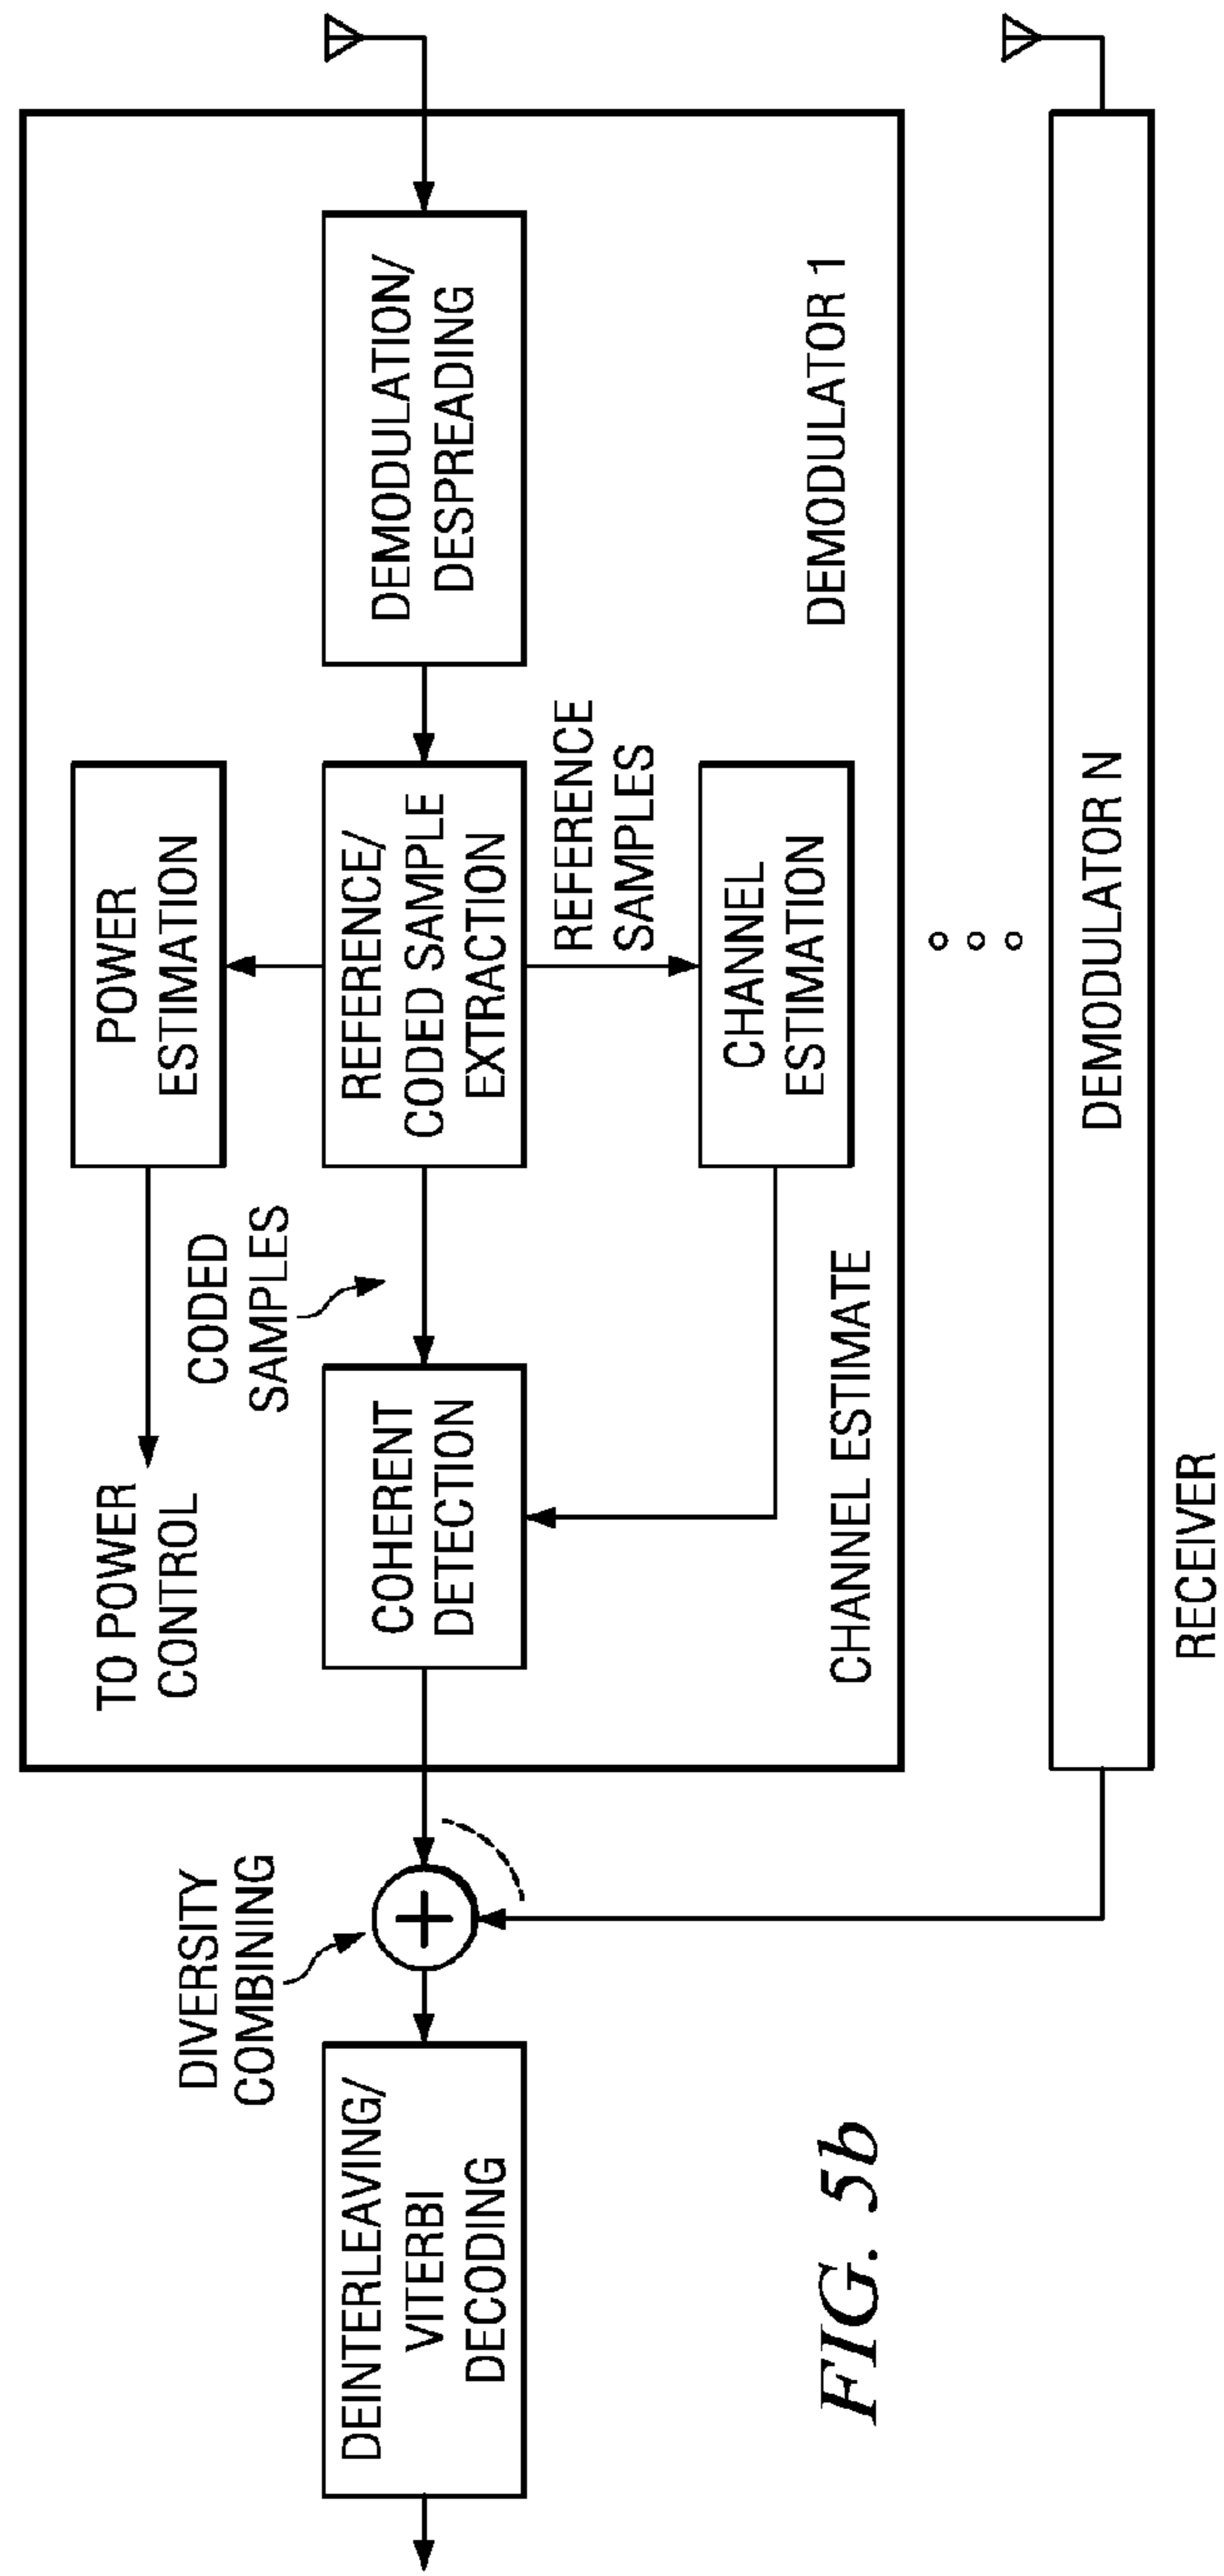 DIVERSITY
COMBINING
DEINTERLEAVING/
VITERBI
DECODING
TO POWER
CONTROL
POWER
ESTIMATION
CODED
SAMPLES
COHERENT
DETECTION
REFERENCE/
CODED SAMPLE
EXTRACTION
DEMODULATION/
DESPREADING
REFERENCE
SAMPLES
CHANNEL
ESTIMATION
CHANNEL ESTIMATE
DEMODULATOR 1
DEMODULATOR N
RECEIVER
FIG. 5b